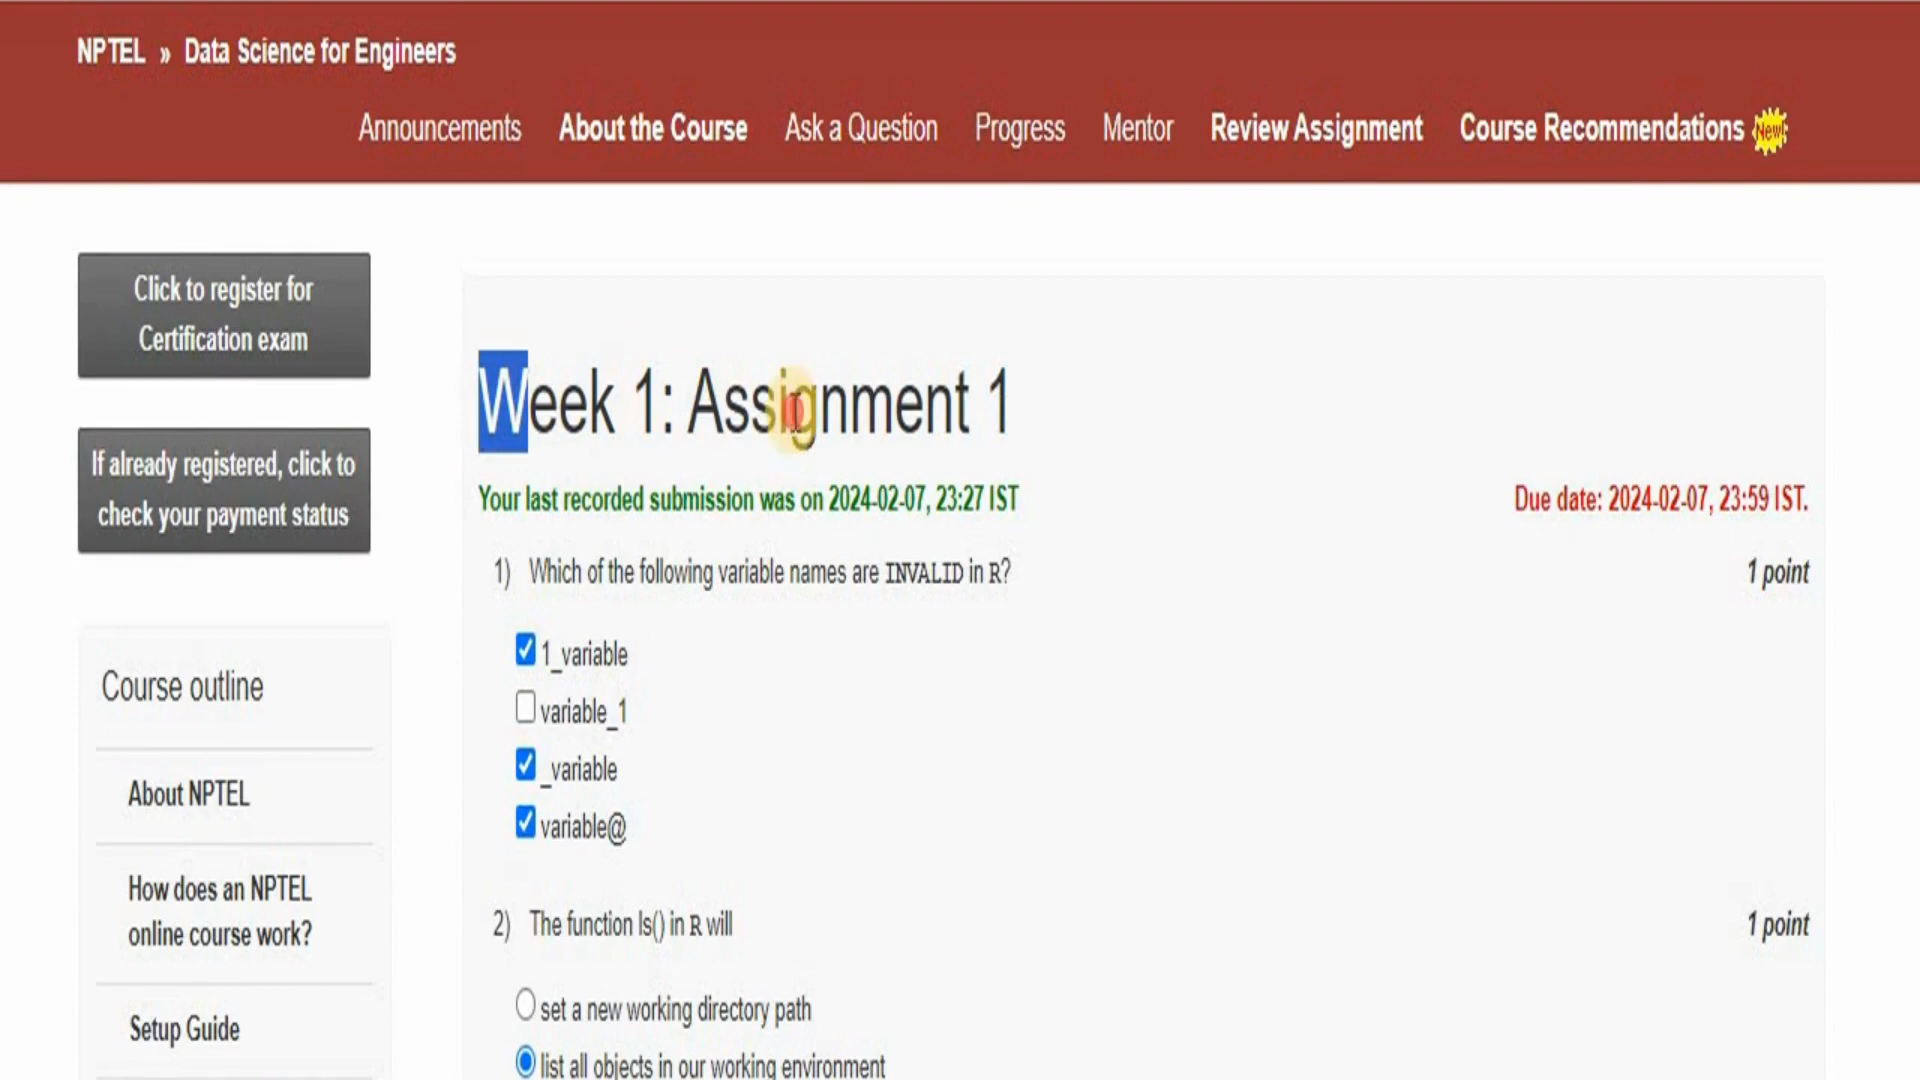 NPTEL » Data Science for Engineers
Announcements About the Course Ask a Question Progress Mentor Review Assignment Course Recommendations New!
Click to register for
Certification exam
If already registered, click to
check your payment status
Course outline
About NPTEL
How does an NPTEL
online course work?
Setup Guide
Week 1: Assignment 1
Your last recorded submission was on 2024-02-07, 23:27 IST Due date: 2024-02-07, 23:59 IST.
1) Which of the following variable names are INVALID in R? 1 point
1_variable
variable_1
_variable
variable@
2) The function ls() in R will 1 point
set a new working directory path
list all objects in our working environment